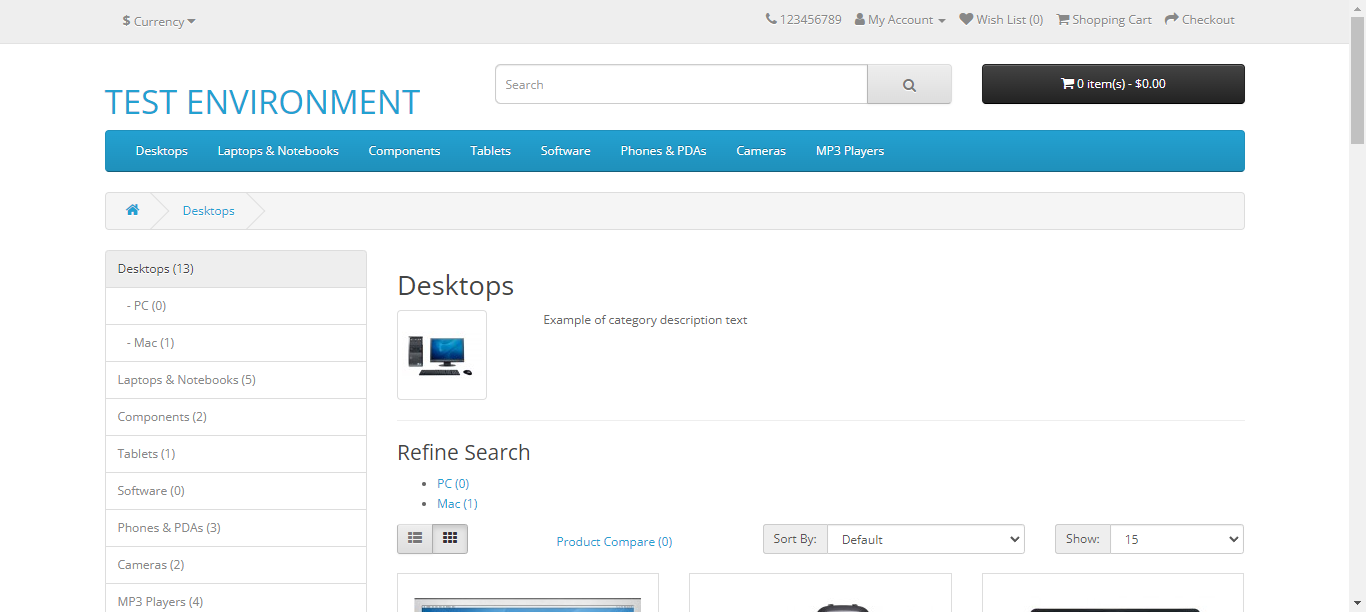 $ Currency
123456789 My Account Wish List (0) Shopping Cart Checkout
TEST ENVIRONMENT
Search
0 item(s) - $0.00
Desktops Laptops & Notebooks Components Tablets Software Phones & PDAs Cameras MP3 Players
Desktops
Desktops (13)
- PC (0)
- Mac (1)
Laptops & Notebooks (5)
Components (2)
Tablets (1)
Software (0)
Phones & PDAs (3)
Cameras (2)
MP3 Players (4)
Desktops
Example of category description text
Refine Search
• PC (0)
• Mac (1)
Product Compare (0)
Sort By: Default
Show: 15